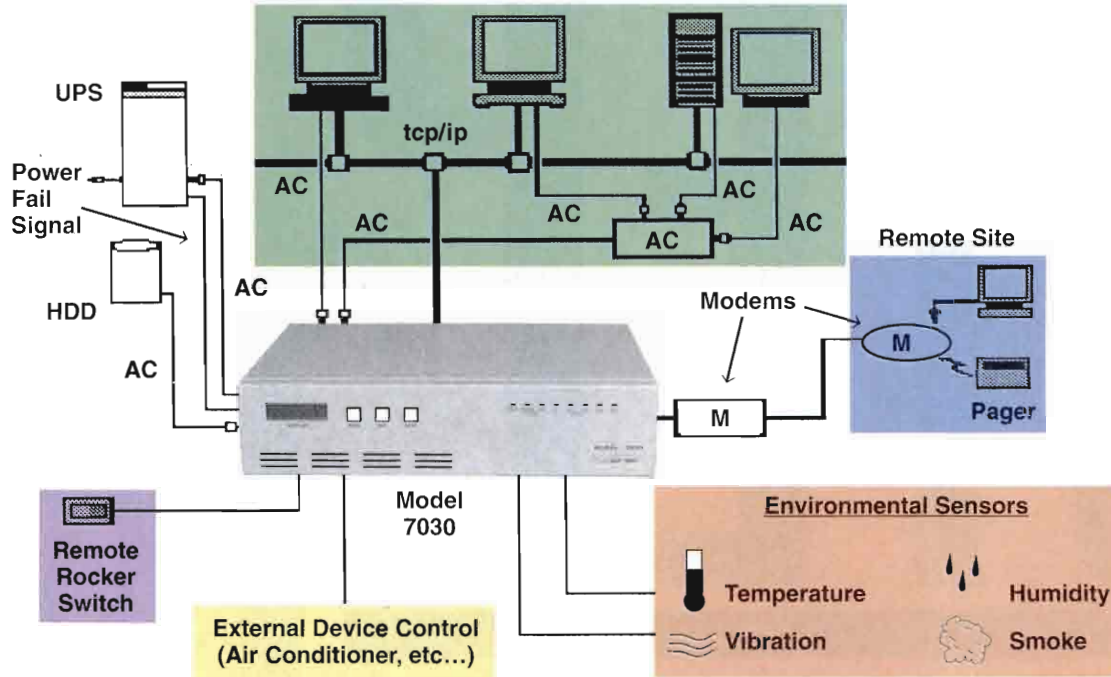 UPS
Power
Fail
Signal
HDD
AC
AC
tcp/ip
AC
AC
AC
AC
AC
Remote Site
Modems
M
M
Pager
Model
7030
Remote
Rocker
Switch
External Device Control
(Air Conditioner, etc...)
Environmental Sensors
Temperature
Humidity
Vibration
Smoke